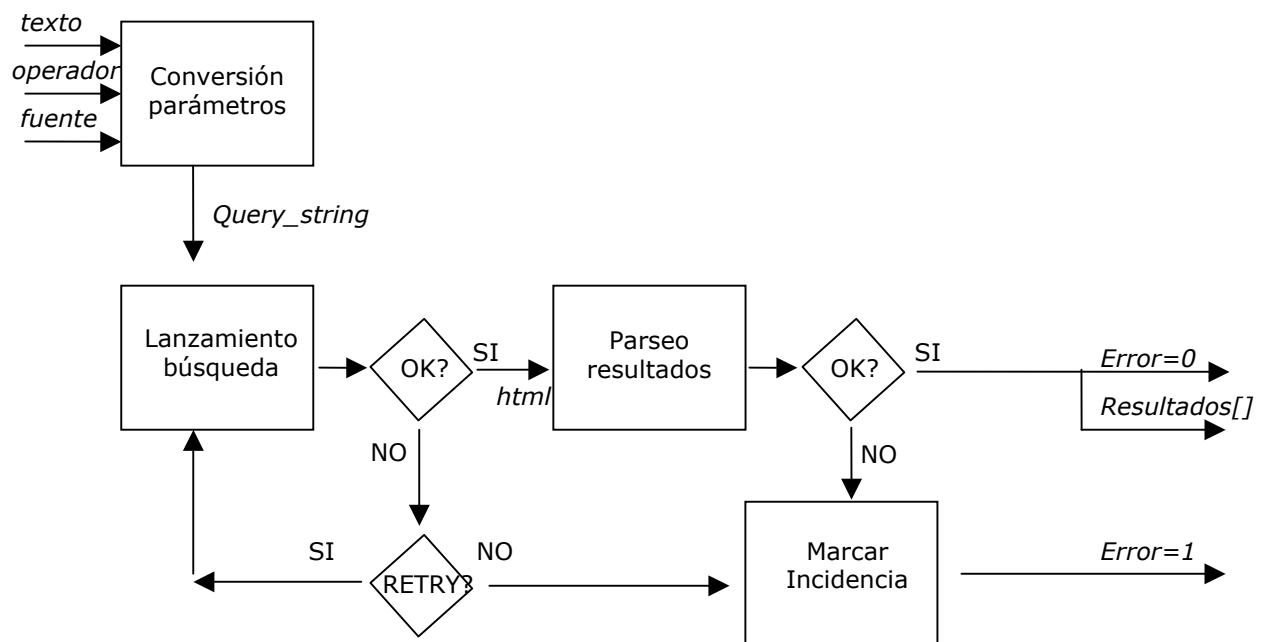 texto
operador
fuente
Conversión
parámetros
Query_string
Lanzamiento
búsqueda
OK?
SI
html
Parseo
resultados
OK?
SI
Error=0
Resultados[]
NO
NO
RETRY?
SI
NO
Marcar
Incidencia
Error=1